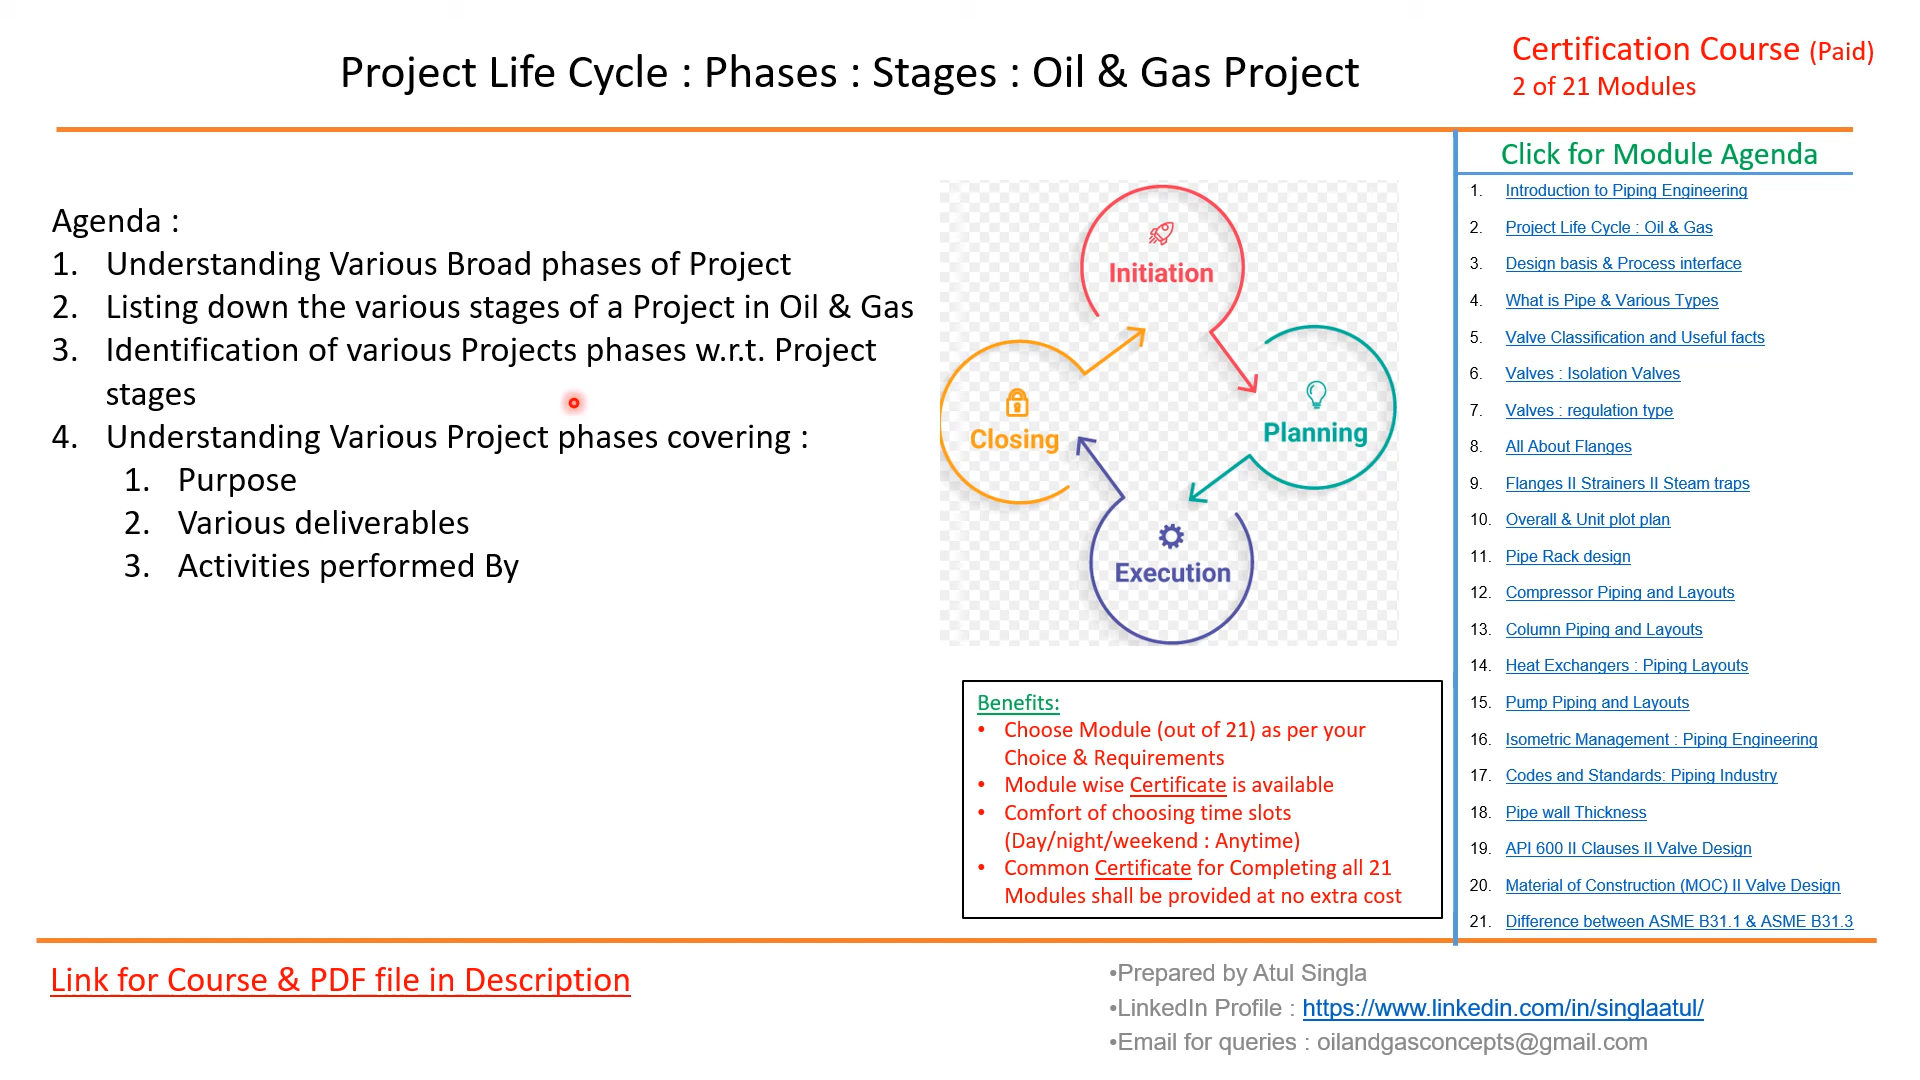 Project Life Cycle : Phases : Stages : Oil & Gas Project
Certification Course (Paid)
2 of 21 Modules
Agenda :
1. Understanding Various Broad phases of Project
2. Listing down the various stages of a Project in Oil & Gas
3. Identification of various Projects phases w.r.t. Project
stages
4. Understanding Various Project phases covering :
1. Purpose
2. Various deliverables
3. Activities performed By
Initiation
Planning
Closing
Execution
Benefits:
• Choose Module (out of 21) as per your
Choice & Requirements
• Module wise Certificate is available
• Comfort of choosing time slots
(Day/night/weekend : Anytime)
• Common Certificate for Completing all 21
Modules shall be provided at no extra cost
Click for Module Agenda
1. Introduction to Piping Engineering
2. Project Life Cycle : Oil & Gas
3. Design basis & Process interface
4. What is Pipe & Various Types
5. Valve Classification and Useful facts
6. Valves : Isolation Valves
7. Valves : regulation type
8. All About Flanges
9. Flanges II Strainers II Steam traps
10. Overall & Unit plot plan
11. Pipe Rack design
12. Compressor Piping and Layouts
13. Column Piping and Layouts
14. Heat Exchangers : Piping Layouts
15. Pump Piping and Layouts
16. Isometric Management : Piping Engineering
17. Codes and Standards: Piping Industry
18. Pipe wall Thickness
19. API 600 II Clauses II Valve Design
20. Material of Construction (MOC) II Valve Design
21. Difference between ASME B31.1 & ASME B31.3
Link for Course & PDF file in Description
•Prepared by Atul Singla
•LinkedIn Profile : https://www.linkedin.com/in/singlaatul/
•Email for queries : oilandgasconcepts@gmail.com